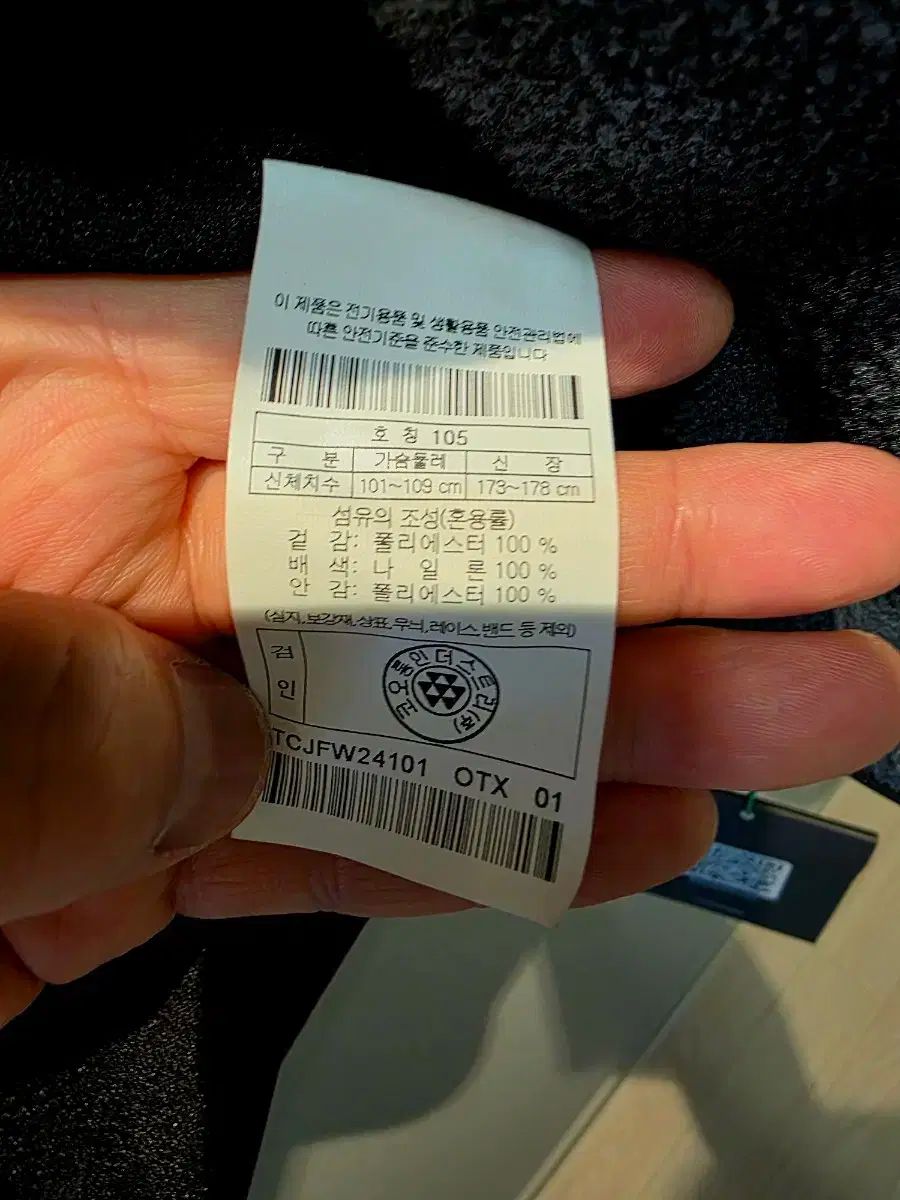 이 제품은 전기용품 및 생활용품 안전관리법에
따른 안전기준을 준수한 제품입니다
호 칭 105
구 분 가슴둘레 신 장
신체치수 101~109 cm 173~178 cm
섬유의 조성(혼용률)
겉 감: 폴리에스터 100 %
배 색: 나 일 론 100 %
안 감: 폴리에스터 100 %
(심지,보강재,상표,무늬,레이스,밴드 등 제외)
검
인
코오롱인더스트리(주)
TCJFW24101 OTX 01